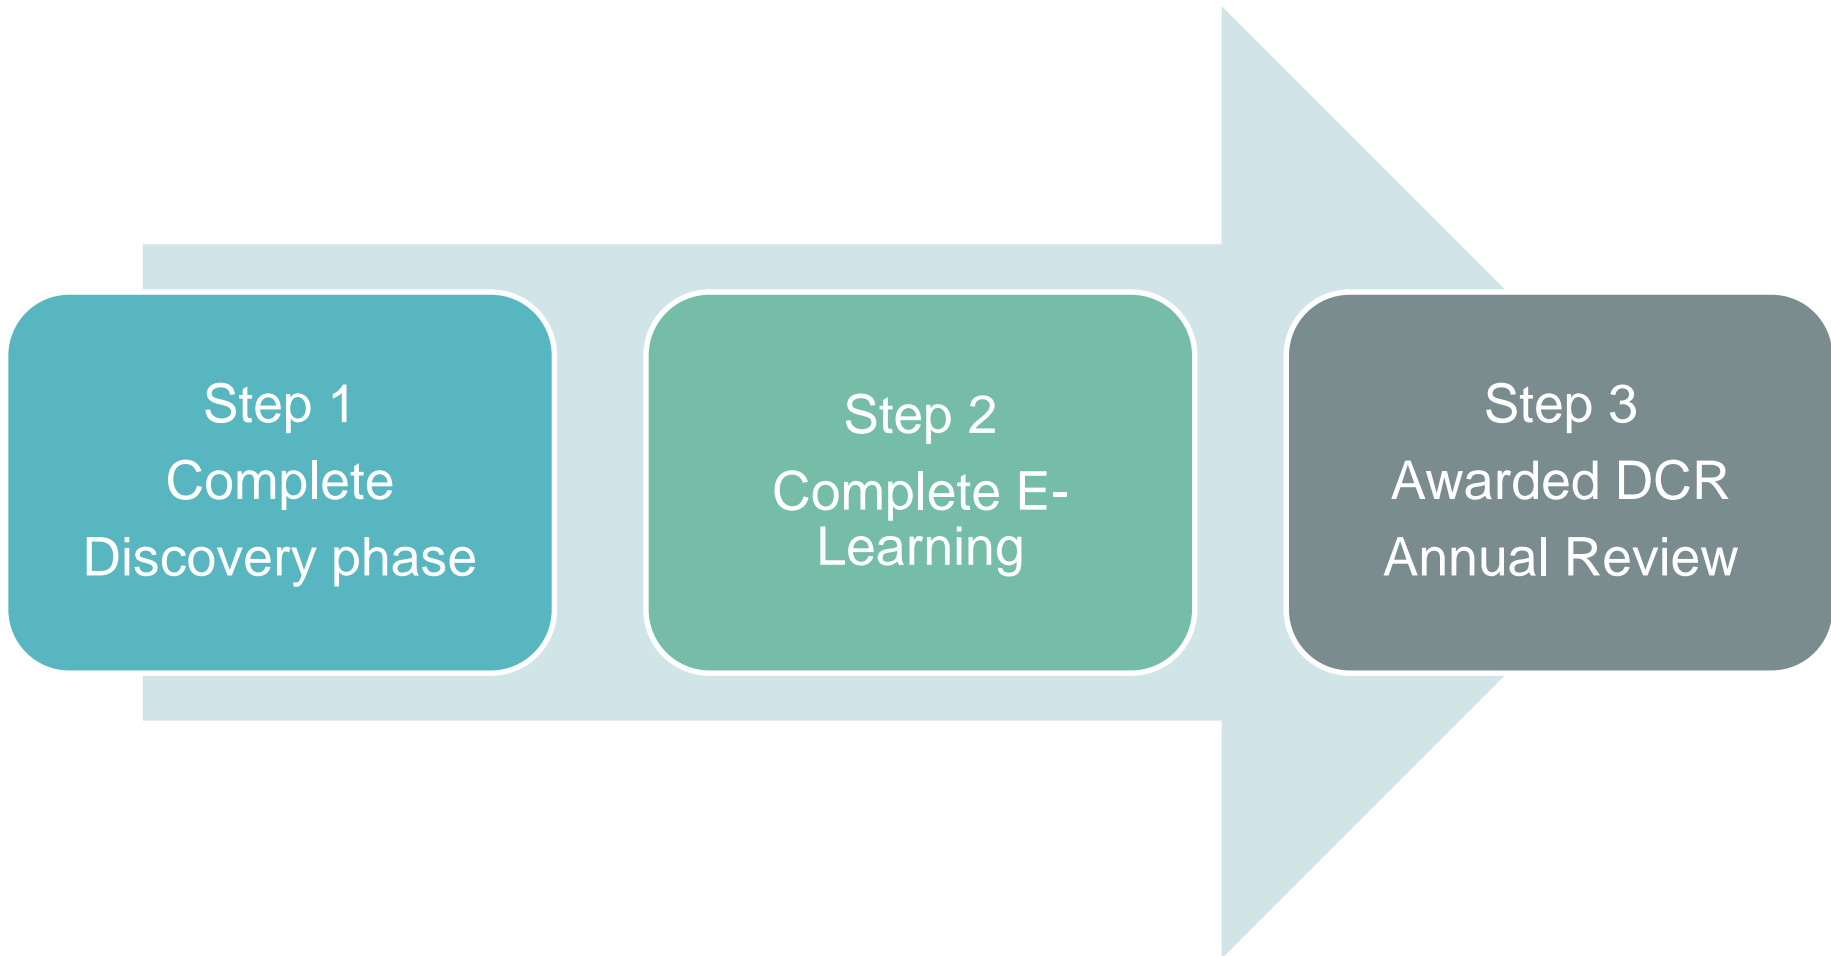 Step 1
Complete
Discovery phase
Step 2
Complete E-
Learning
Step 3
Awarded DCR
Annual Review